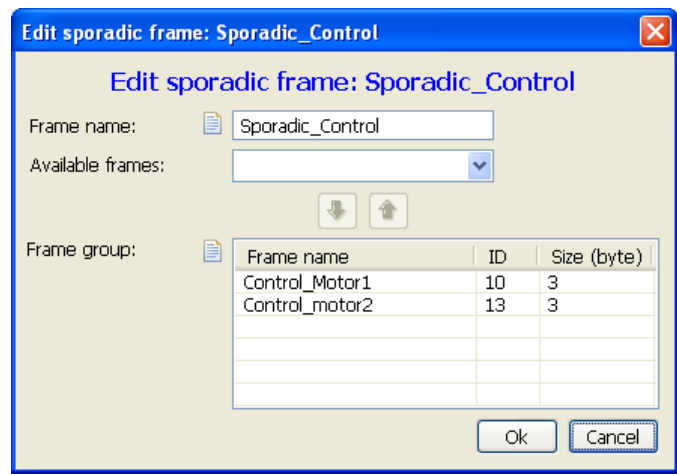 Edit sporadic frame: Sporadic_Control
Edit sporadic frame: Sporadic_Control
Frame name: Sporadic_Control
Available frames:
Frame group:
Frame name ID Size (byte)
Control_Motor1 10 3
Control_motor2 13 3
Ok Cancel